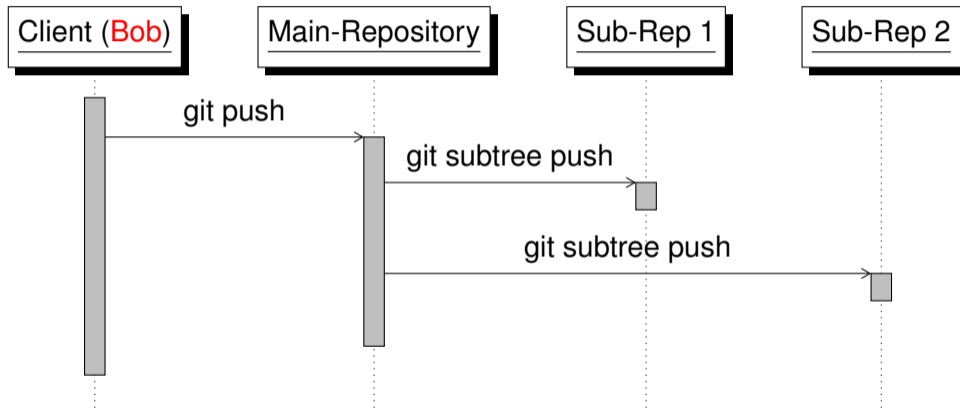 Client (Bob)
Main-Repository
Sub-Rep 1
Sub-Rep 2
git push
git subtree push
git subtree push